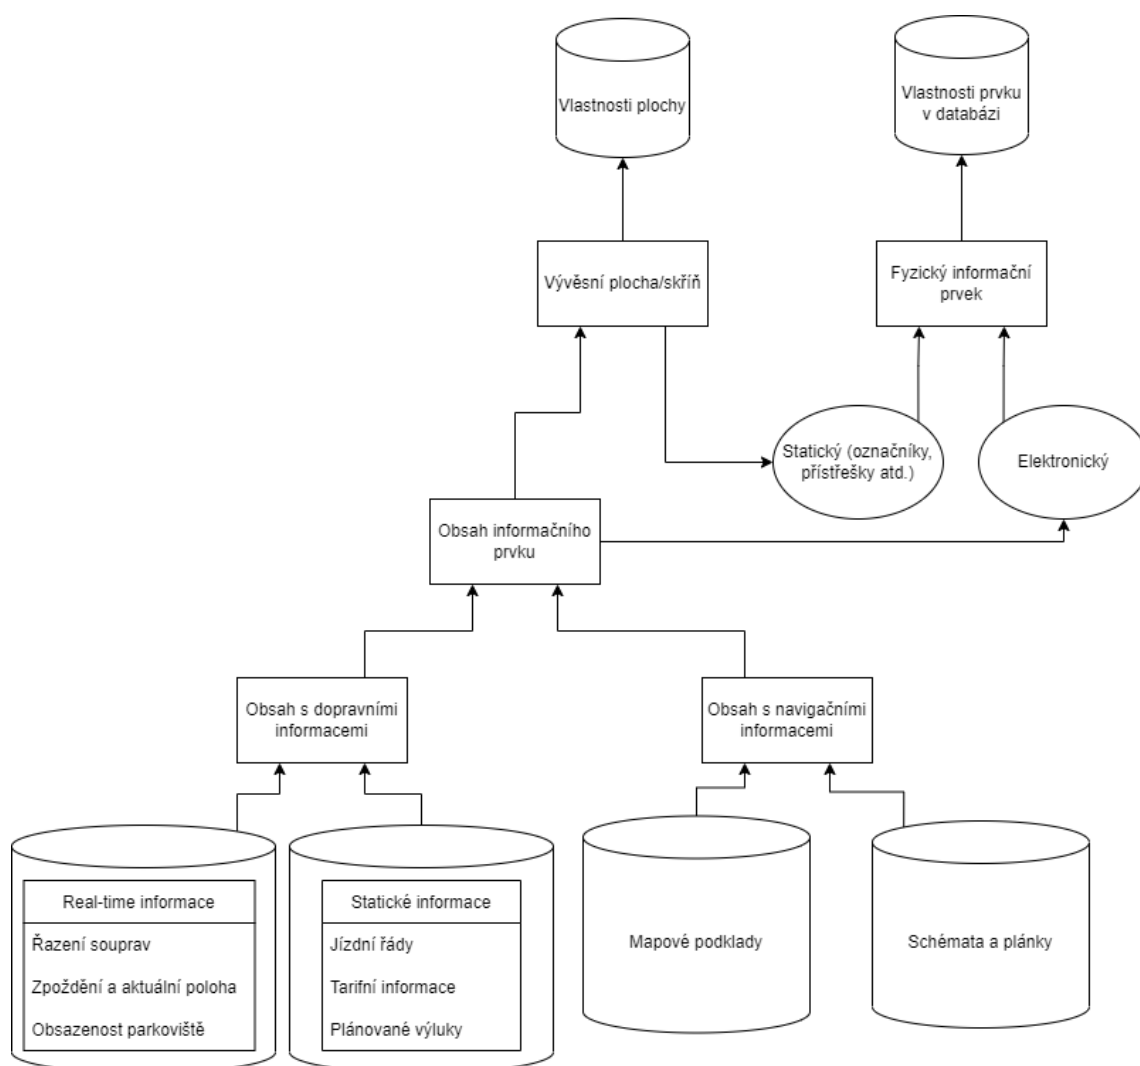 Vlastnosti plochy
Vlastnosti prvku
v databázi
Vývěsní plocha/skříň
Fyzický informační
prvek
Statický (označníky,
přístřešky atd.)
Elektronický
Obsah informačního
prvku
Obsah s dopravními
informacemi
Obsah s navigačními
informacemi
Real-time informace
Řazení souprav
Zpoždění a aktuální poloha
Obsazenost parkoviště
Statické informace
Jízdní řády
Tarifní informace
Plánované výluky
Mapové podklady
Schémata a plánky